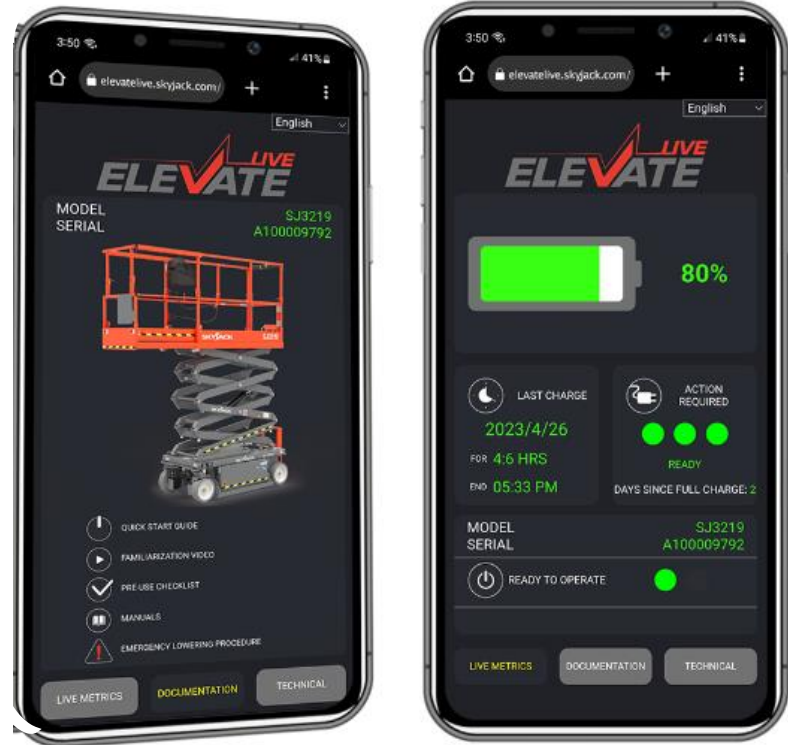 3:50
41%
elevatelive.skyjack.com/
English
LIVE
ELEVATE
MODEL SJ3219
SERIAL A100009792
SKYJACK
QUICK START GUIDE
FAMILIARIZATION VIDEO
PRE-USE CHECKLIST
MANUALS
EMERGENCY LOWERING PROCEDURE
LIVE METRICS
DOCUMENTATION
TECHNICAL
3:50
41%
elevatelive.skyjack.com/
English
LIVE
ELEVATE
80%
LAST CHARGE
2023/4/26
FOR 4:6 HRS
END 05:33 PM
ACTION
REQUIRED
READY
DAYS SINCE FULL CHARGE: 2
MODEL SJ3219
SERIAL A100009792
READY TO OPERATE
LIVE METRICS
DOCUMENTATION
TECHNICAL